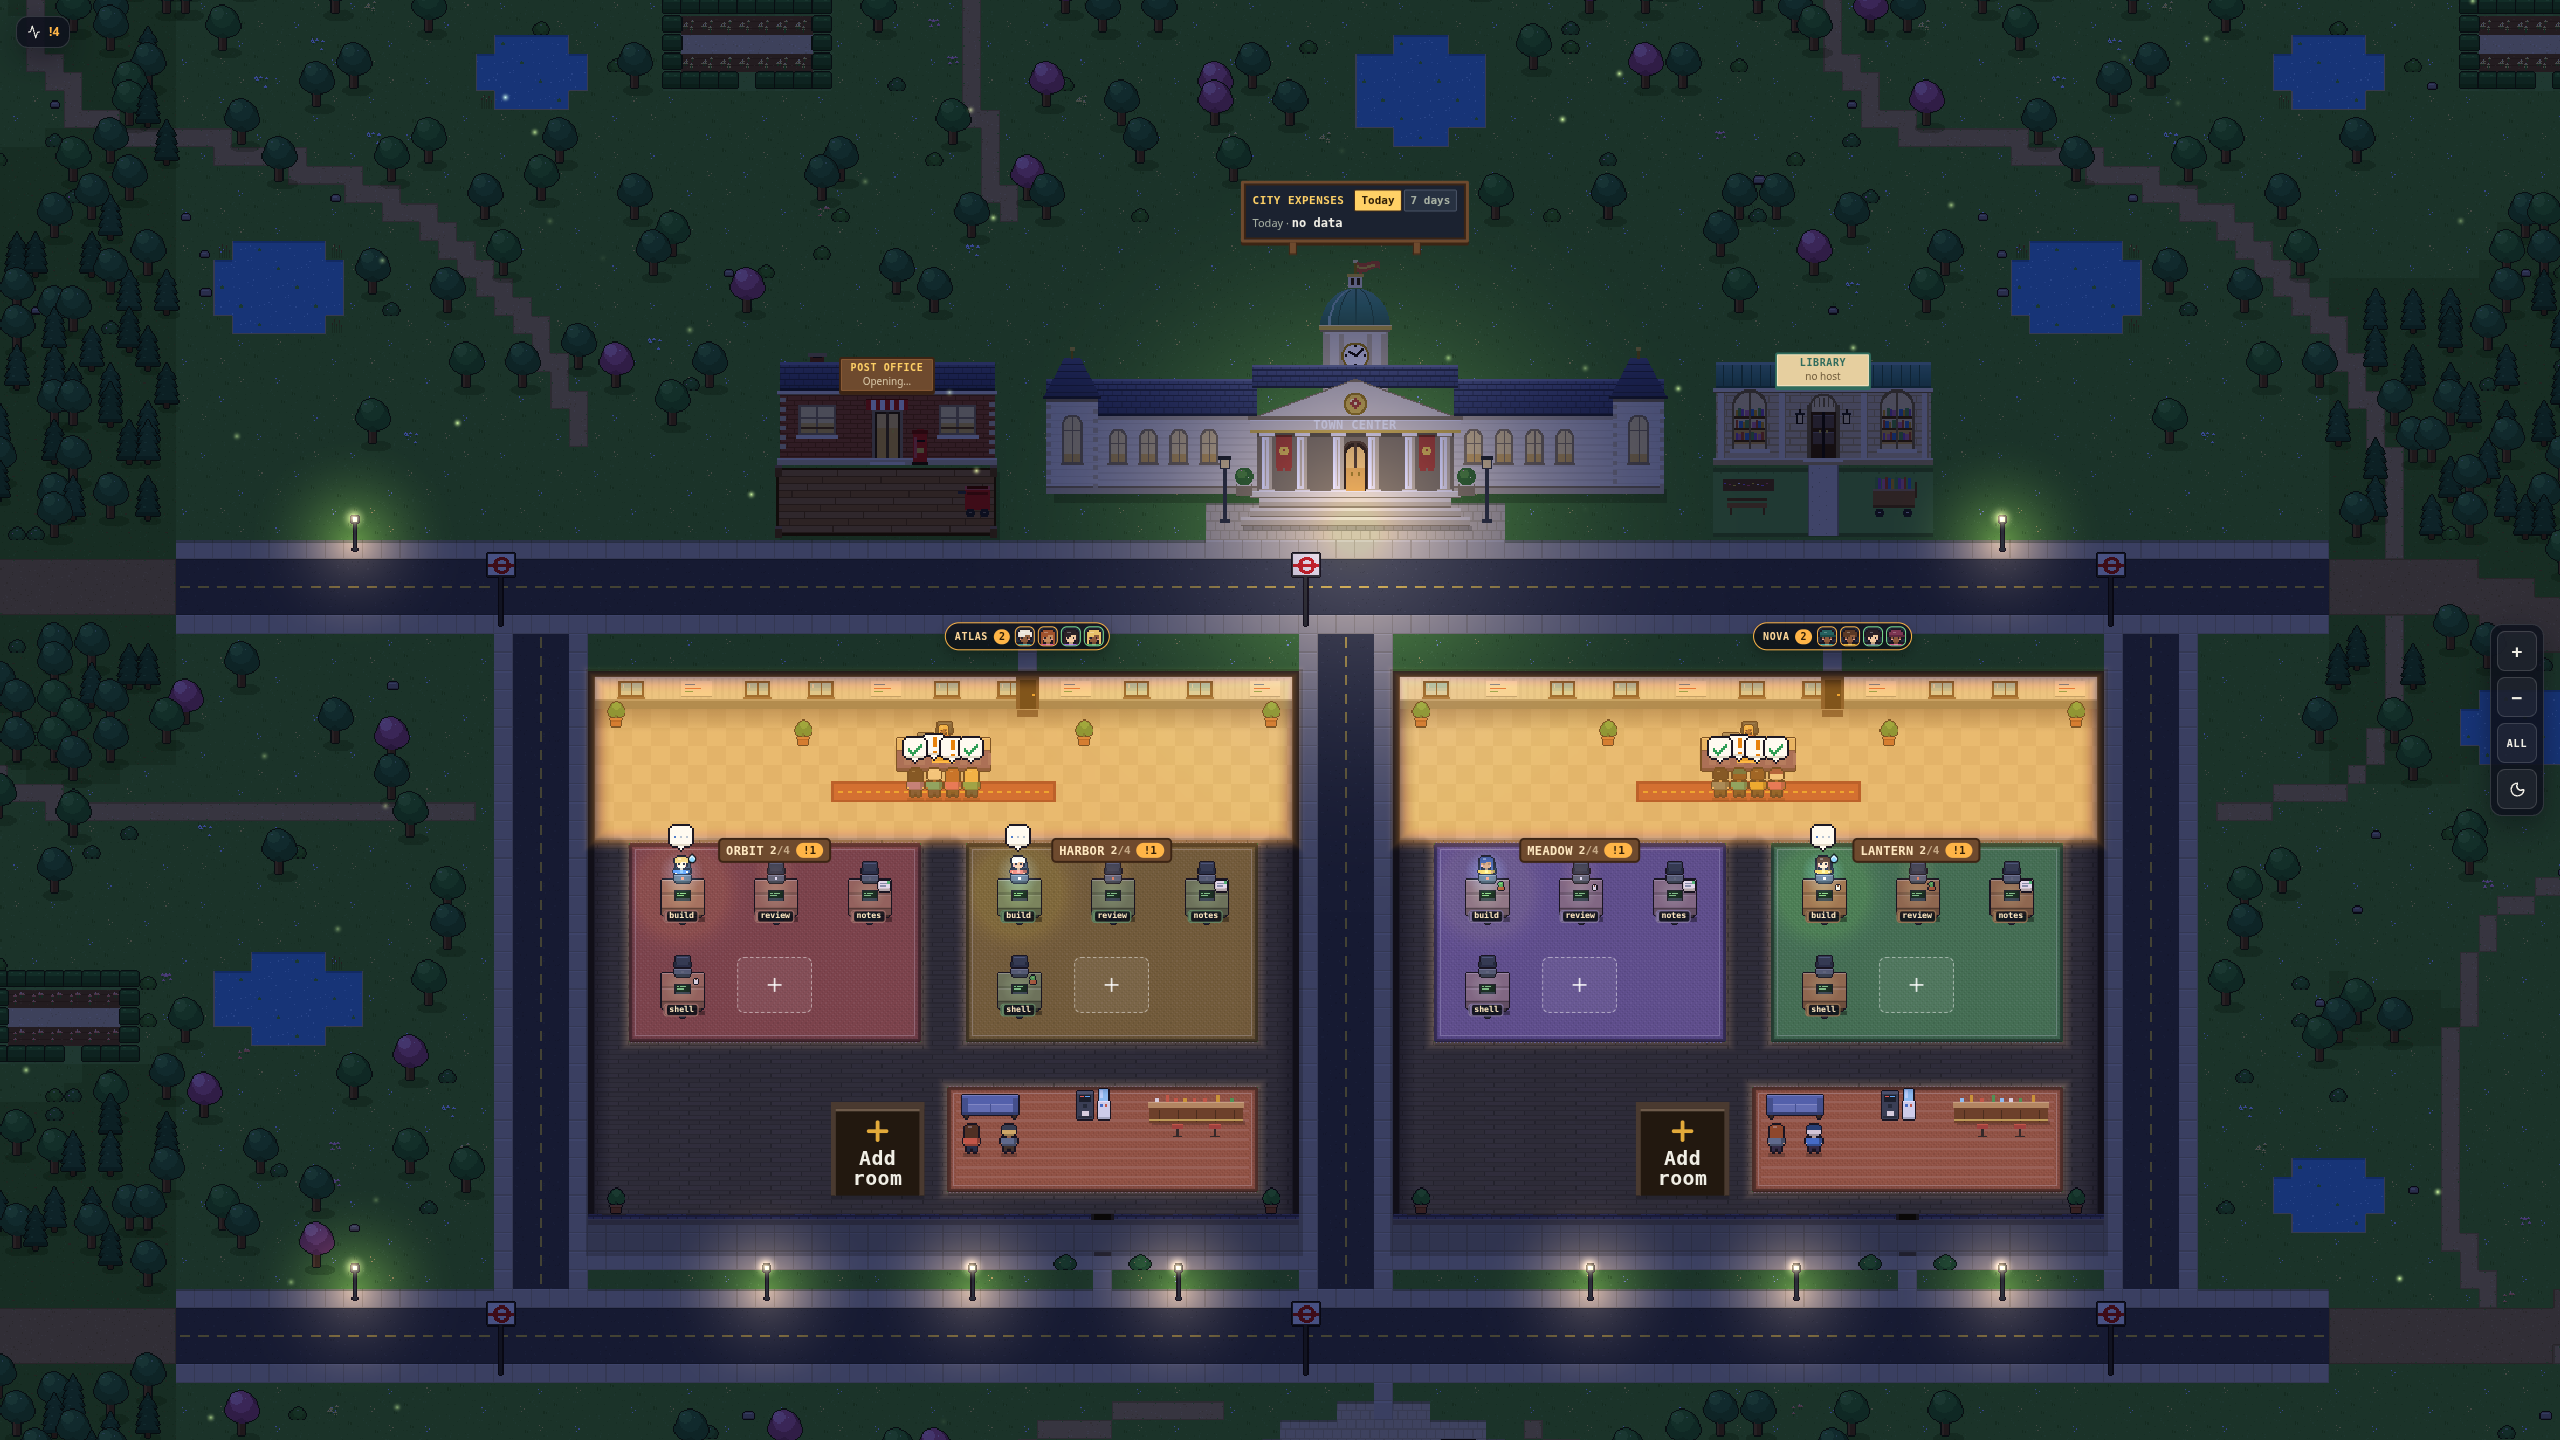 !4
CITY EXPENSES Today 7 days
Today · no data
POST OFFICE
Opening...
LIBRARY
no host
TOWN CENTER
ATLAS 2
NOVA 2
ORBIT 2/4 !1
HARBOR 2/4 !1
MEADOW 2/4 !1
LANTERN 2/4 !1
build
review
notes
build
review
notes
build
review
notes
build
review
notes
shell
+
shell
+
shell
+
shell
+
+
Add
room
+
Add
room
+
−
ALL